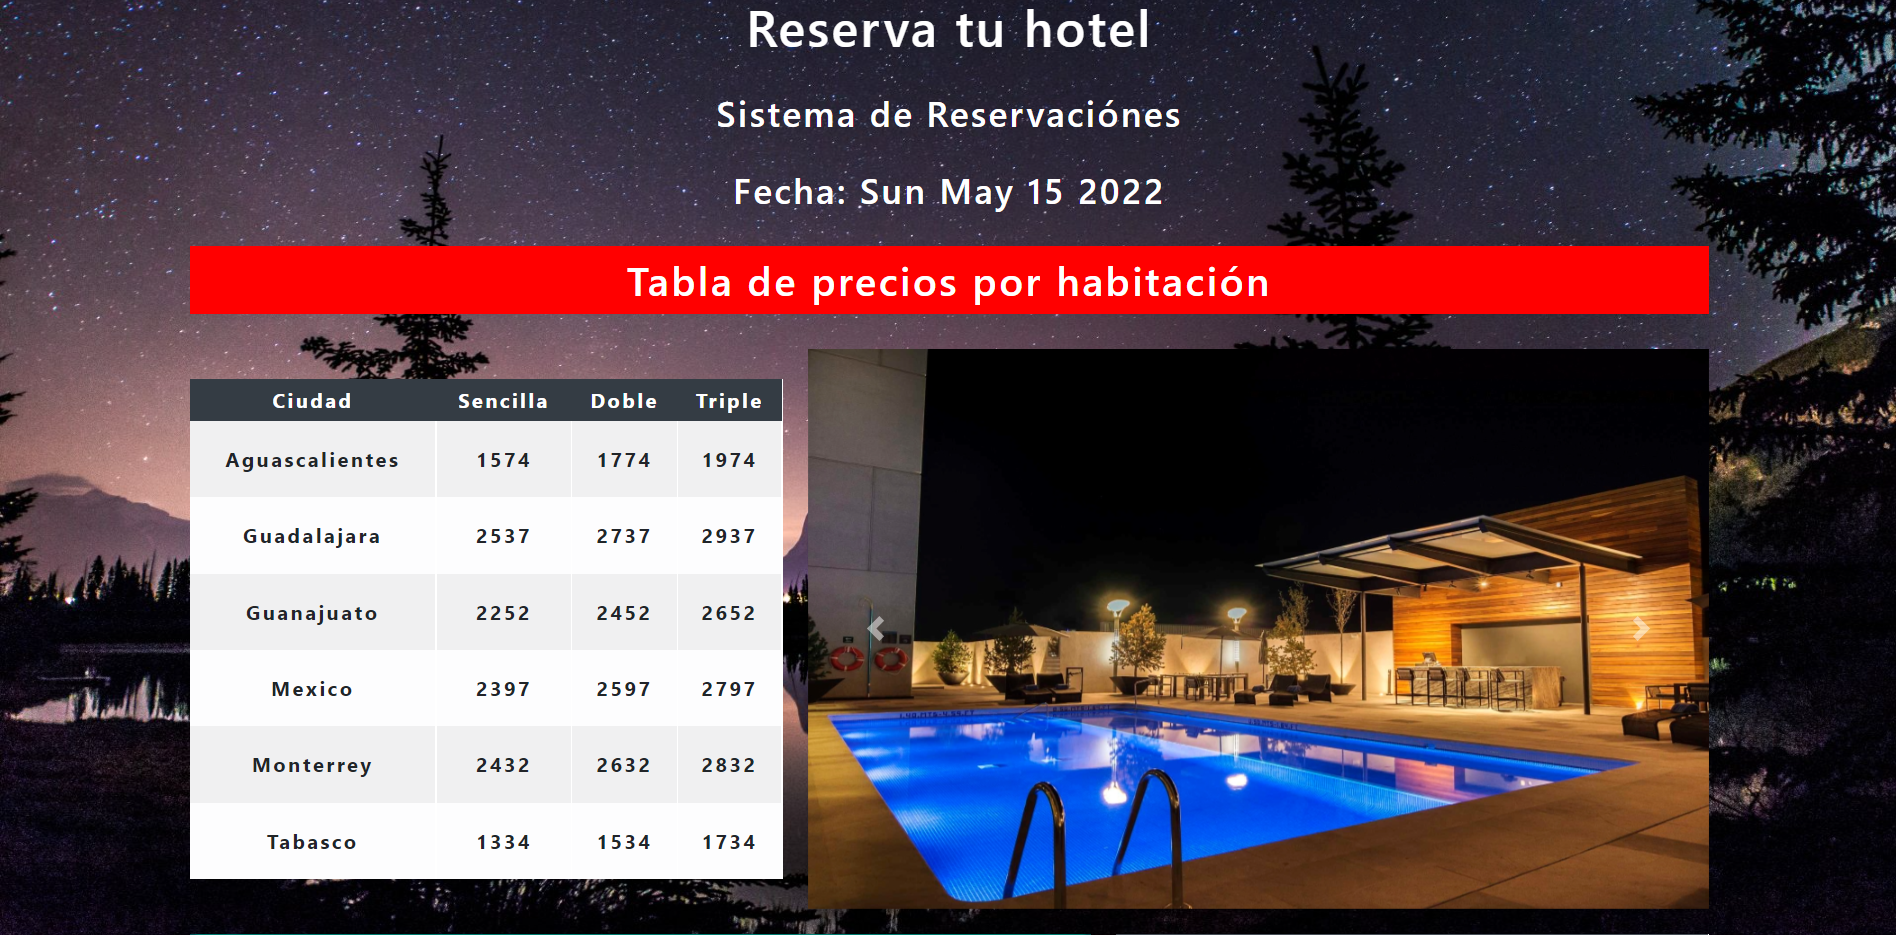 Reserva tu hotel
Sistema de Reservaciónes
Fecha: Sun May 15 2022
Tabla de precios por habitación
Ciudad Sencilla Doble Triple
Aguascalientes 1574 1774 1974
Guadalajara 2537 2737 2937
Guanajuato 2252 2452 2652
Mexico 2397 2597 2797
Monterrey 2432 2632 2832
Tabasco 1334 1534 1734